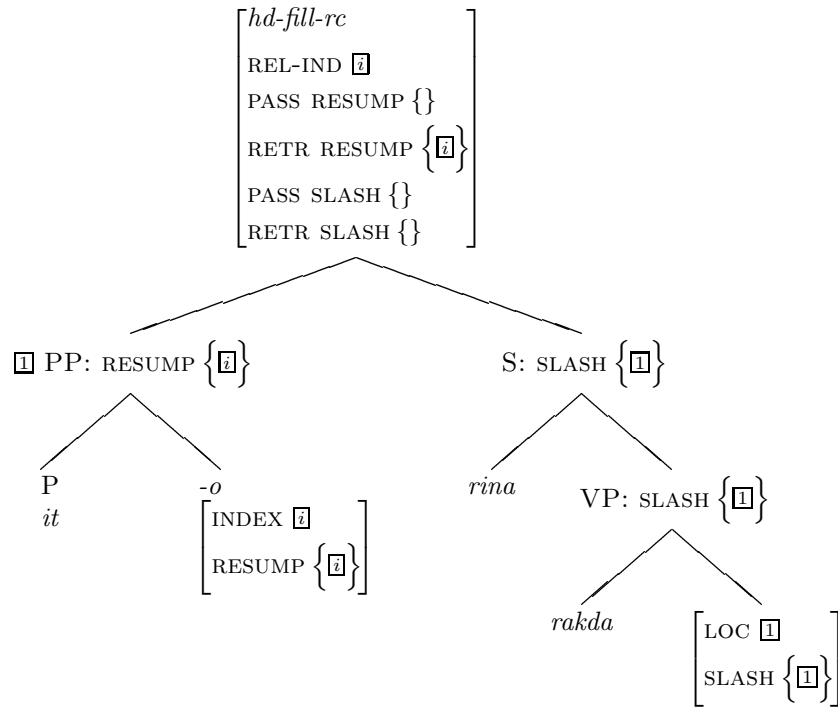 hd-fill-rc
REL-IND i
PASS RESUMP {}
RETR RESUMP {i}
PASS SLASH {}
RETR SLASH {}
1 PP: RESUMP {i} S: SLASH {1}
P -o rina VP: SLASH {1}
it INDEX i
RESUMP {i}
rakda LOC 1
SLASH {1}